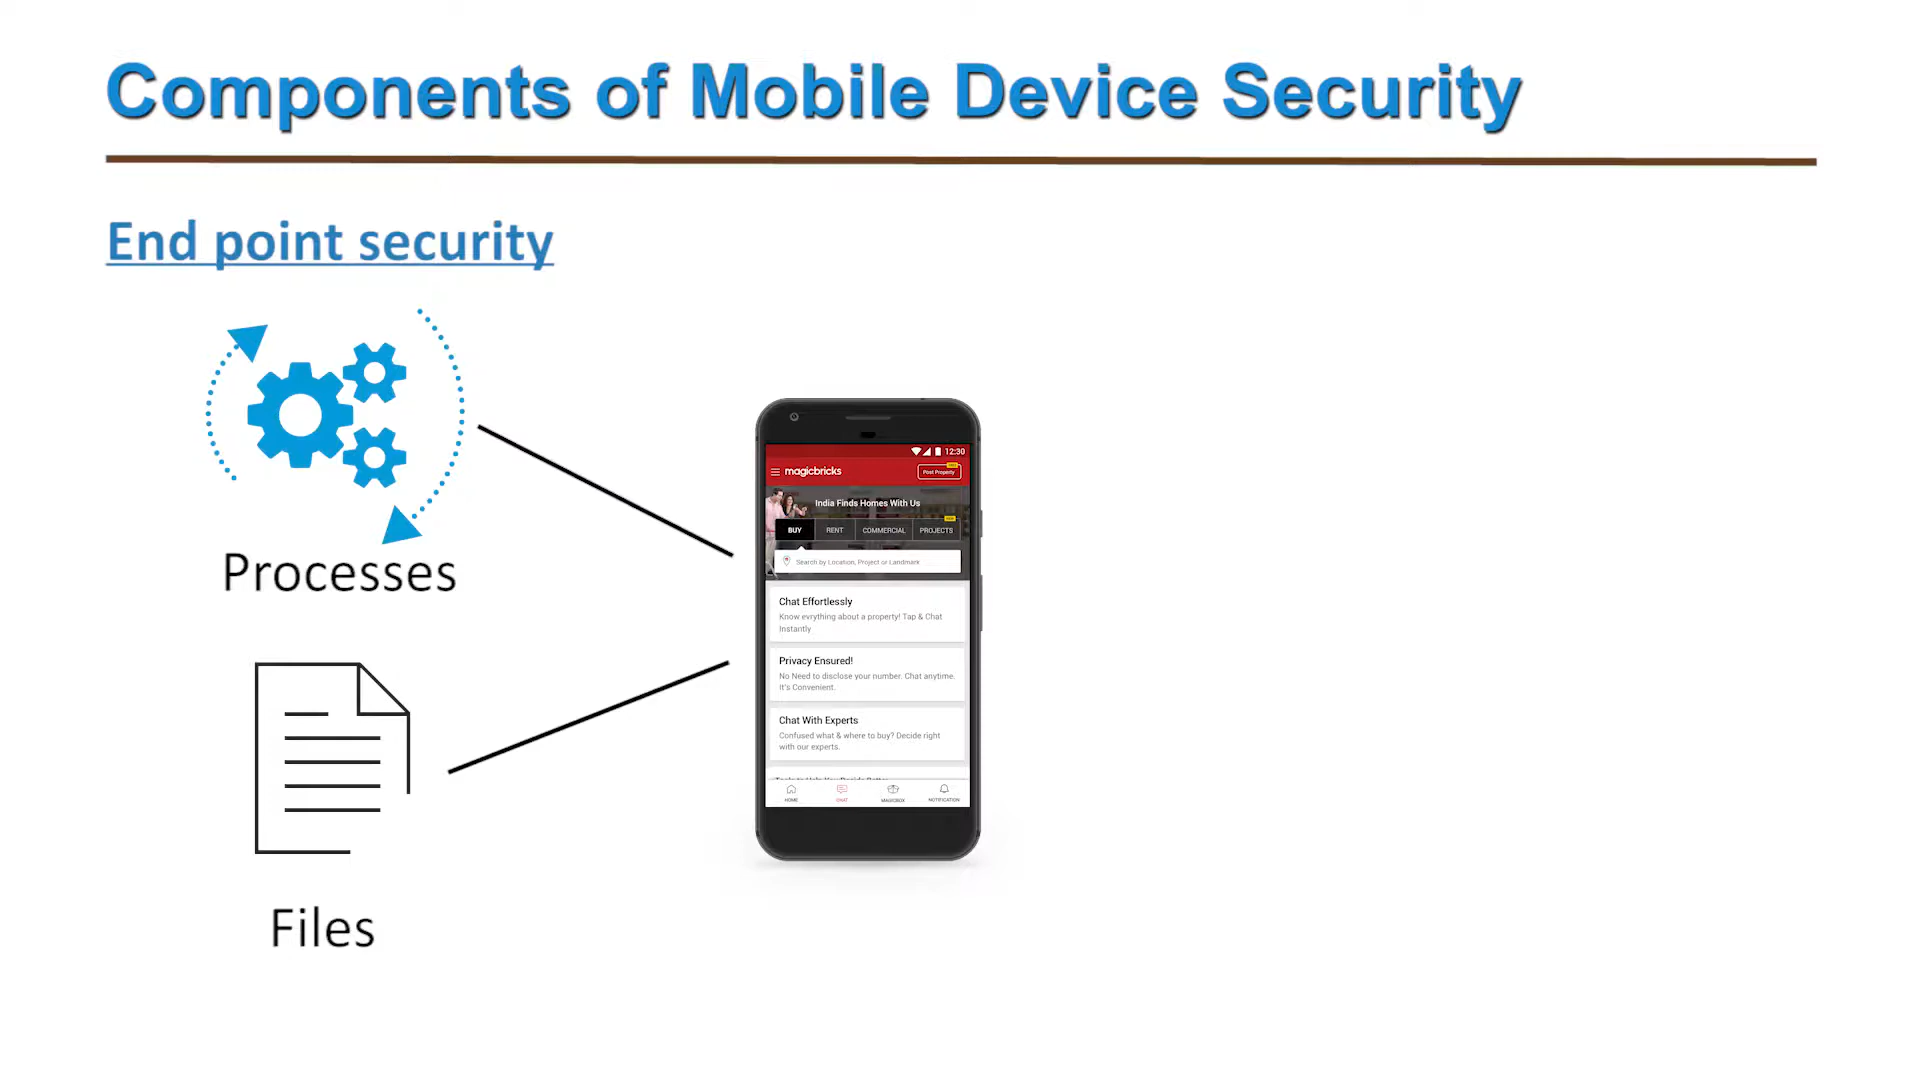 Components of Mobile Device Security
End point security
Processes
Files
12:30
magicbricks
Post Property
India Finds Homes With Us
BUY RENT COMMERCIAL PROJECTS
Search by Location, Project or Landmark
Chat Effortlessly
Know evrything about a property! Tap & Chat
Instantly
Privacy Ensured!
No Need to disclose your number. Chat anytime.
It's Convenient.
Chat With Experts
Confused what & where to buy? Decide right
with our experts.
HOME CHAT MAGICBOX NOTIFICATION